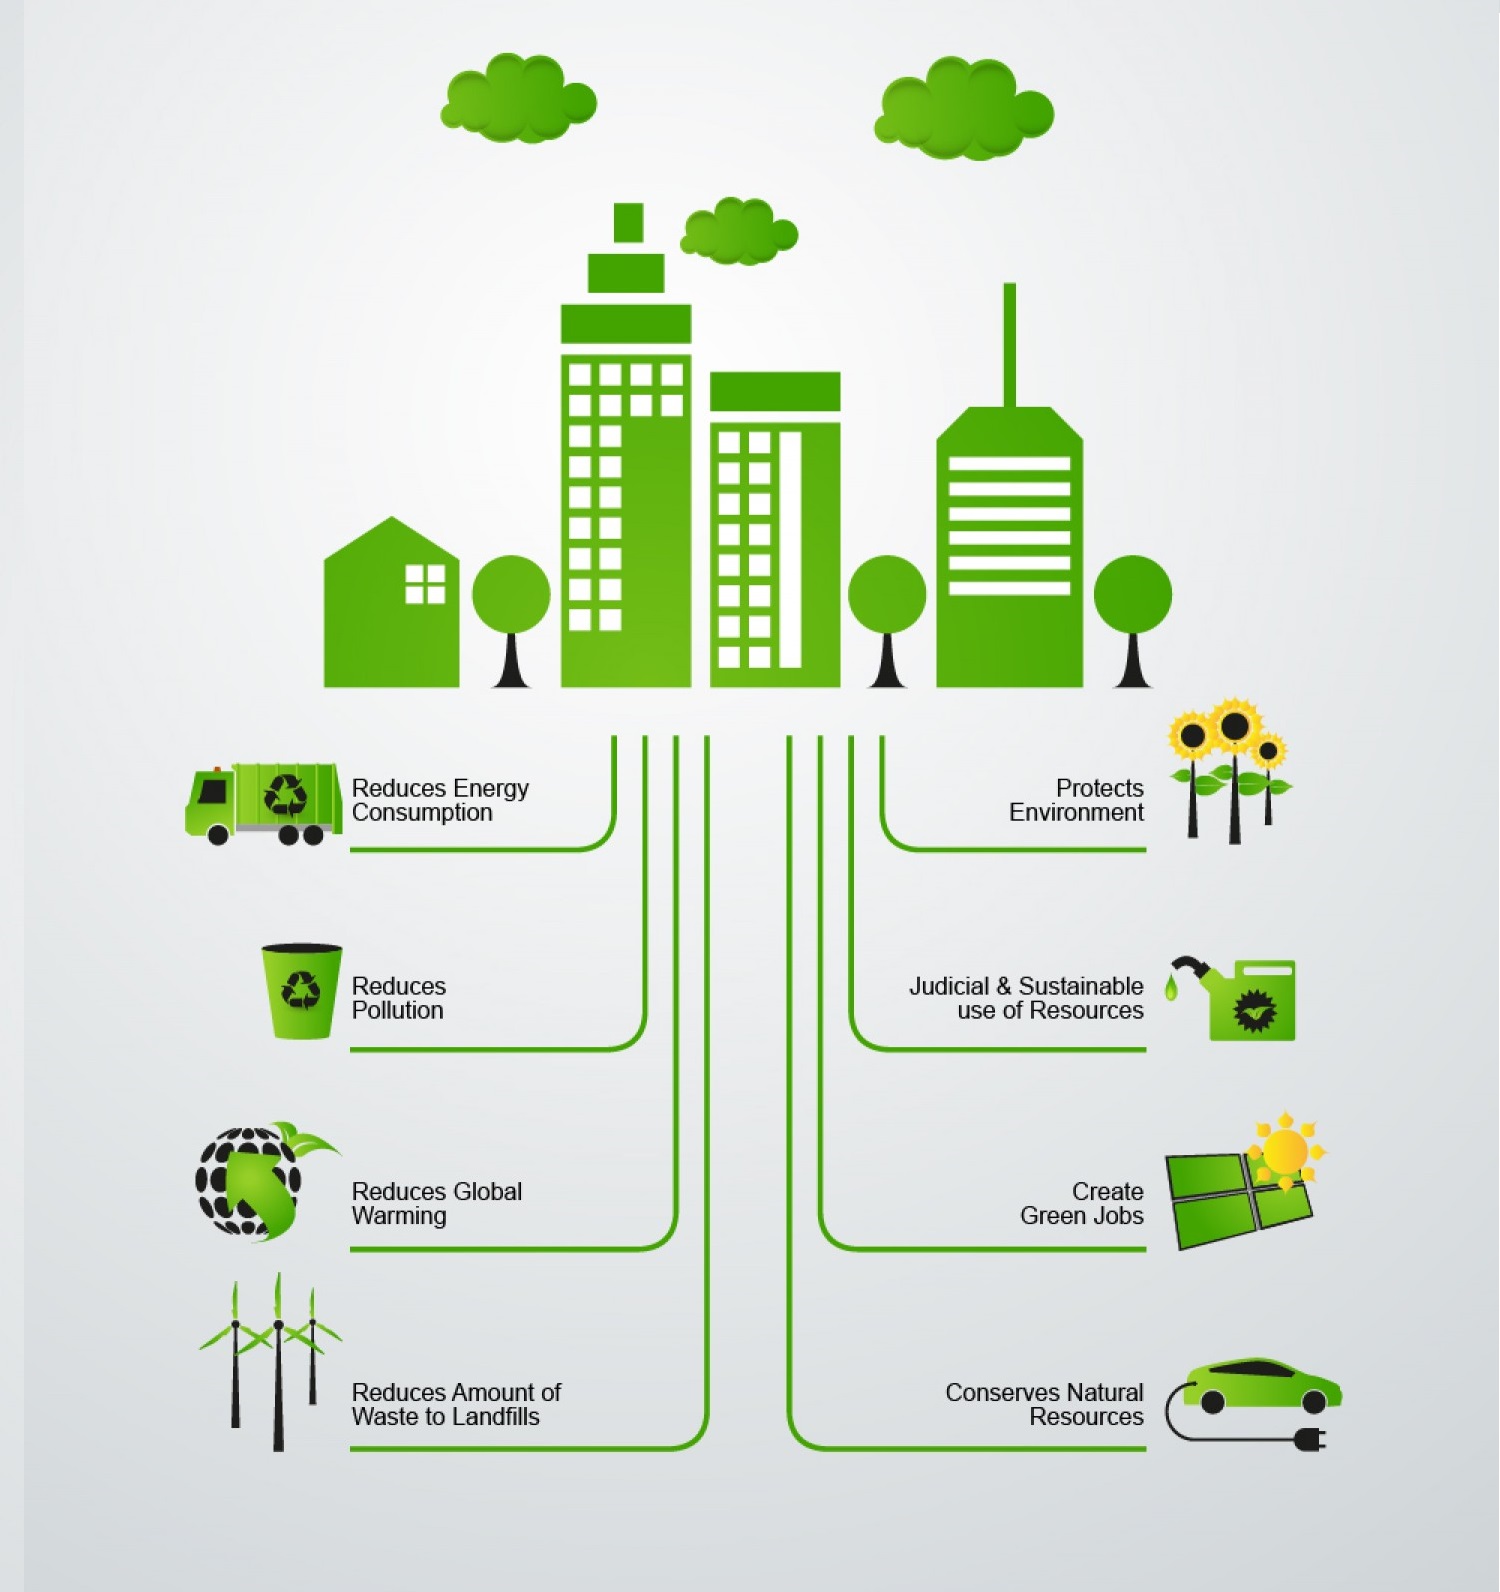 Reduces Energy
Consumption
Protects
Environment
Reduces
Pollution
Judicial & Sustainable
use of Resources
Reduces Global
Warming
Create
Green Jobs
Reduces Amount of
Waste to Landfills
Conserves Natural
Resources